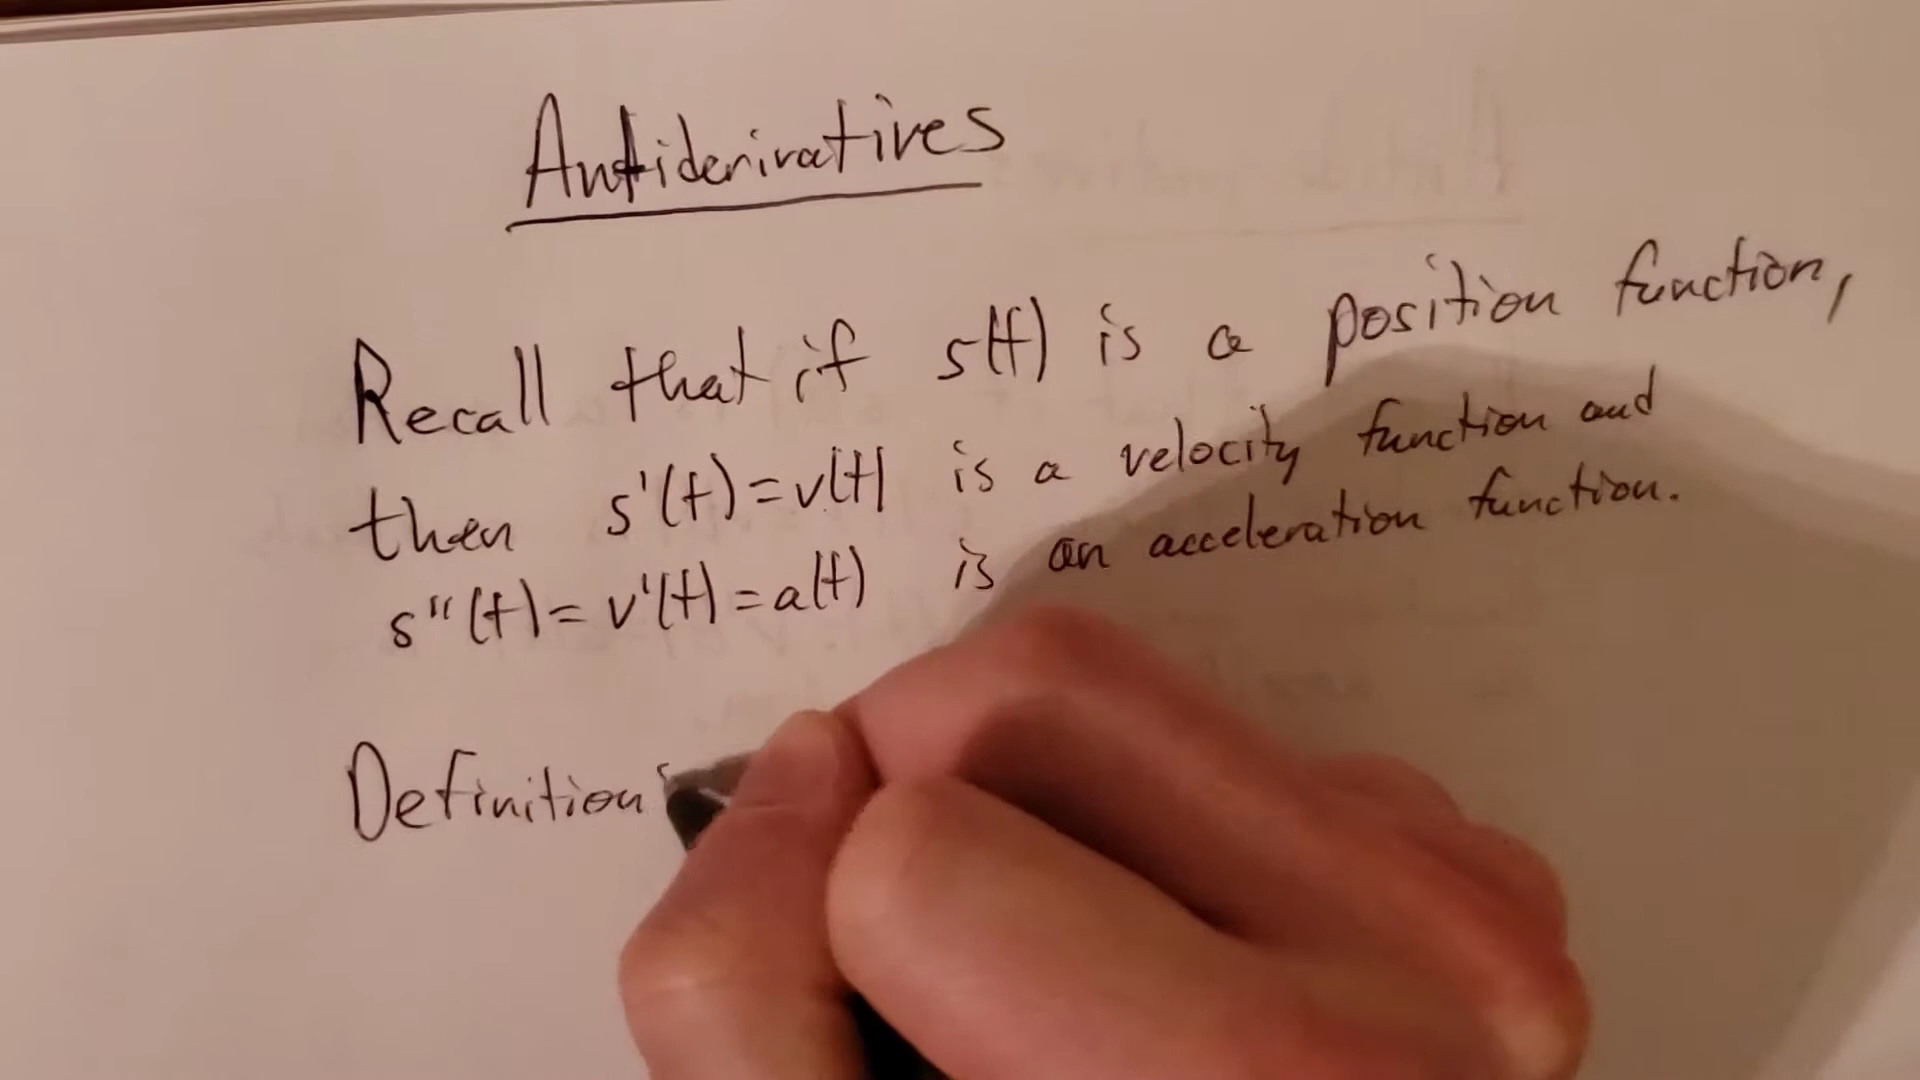 Antiderivatives
Recall that if s(t) is a position function,
then s'(t) = v(t) is a velocity function and
s"(t) = v'(t) = a(t) is an acceleration function.
Definition: